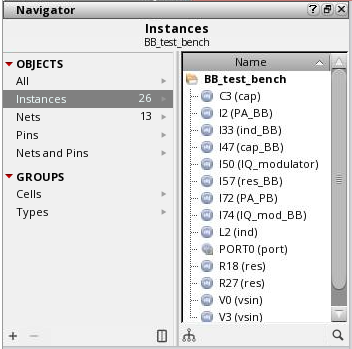 Navigator
Instances
BB_test_bench
OBJECTS
All
Instances 26
Nets 13
Pins
Nets and Pins
GROUPS
Cells
Types
Name
BB_test_bench
C3 (cap)
I2 (PA_BB)
I33 (ind_BB)
I47 (cap_BB)
I50 (IQ_modulator)
I57 (res_BB)
I72 (PA_PB)
I74 (IQ_mod_BB)
L2 (ind)
PORT0 (port)
R18 (res)
R27 (res)
V0 (vsin)
V3 (vsin)